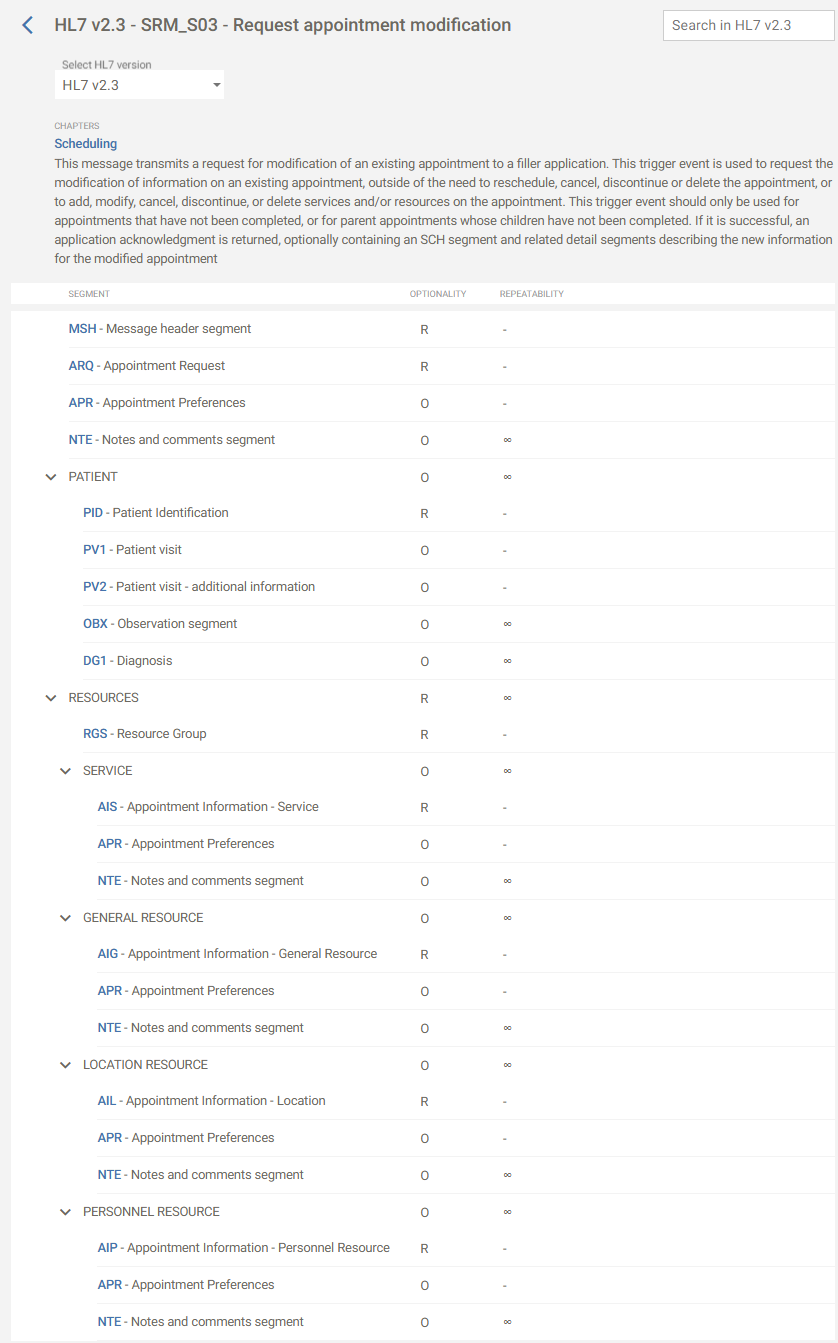 HL7 v2.3 - SRM_S03 - Request appointment modification
Search in HL7 v2.3
Select HL7 version
HL7 v2.3
CHAPTERS
Scheduling
This message transmits a request for modification of an existing appointment to a filler application. This trigger event is used to request the
modification of information on an existing appointment, outside of the need to reschedule, cancel, discontinue or delete the appointment, or
to add, modify, cancel, discontinue, or delete services and/or resources on the appointment. This trigger event should only be used for
appointments that have not been completed, or for parent appointments whose children have not been completed. If it is successful, an
application acknowledgment is returned, optionally containing an SCH segment and related detail segments describing the new information
for the modified appointment
SEGMENT OPTIONALITY REPEATABILITY
MSH - Message header segment R -
ARQ - Appointment Request R -
APR - Appointment Preferences O -
NTE - Notes and comments segment O ∞
PATIENT O ∞
PID - Patient Identification R -
PV1 - Patient visit O -
PV2 - Patient visit - additional information O -
OBX - Observation segment O ∞
DG1 - Diagnosis O ∞
RESOURCES R ∞
RGS - Resource Group R -
SERVICE O ∞
AIS - Appointment Information - Service R -
APR - Appointment Preferences O -
NTE - Notes and comments segment O ∞
GENERAL RESOURCE O ∞
AIG - Appointment Information - General Resource R -
APR - Appointment Preferences O -
NTE - Notes and comments segment O ∞
LOCATION RESOURCE O ∞
AIL - Appointment Information - Location R -
APR - Appointment Preferences O -
NTE - Notes and comments segment O ∞
PERSONNEL RESOURCE O ∞
AIP - Appointment Information - Personnel Resource R -
APR - Appointment Preferences O -
NTE - Notes and comments segment O ∞